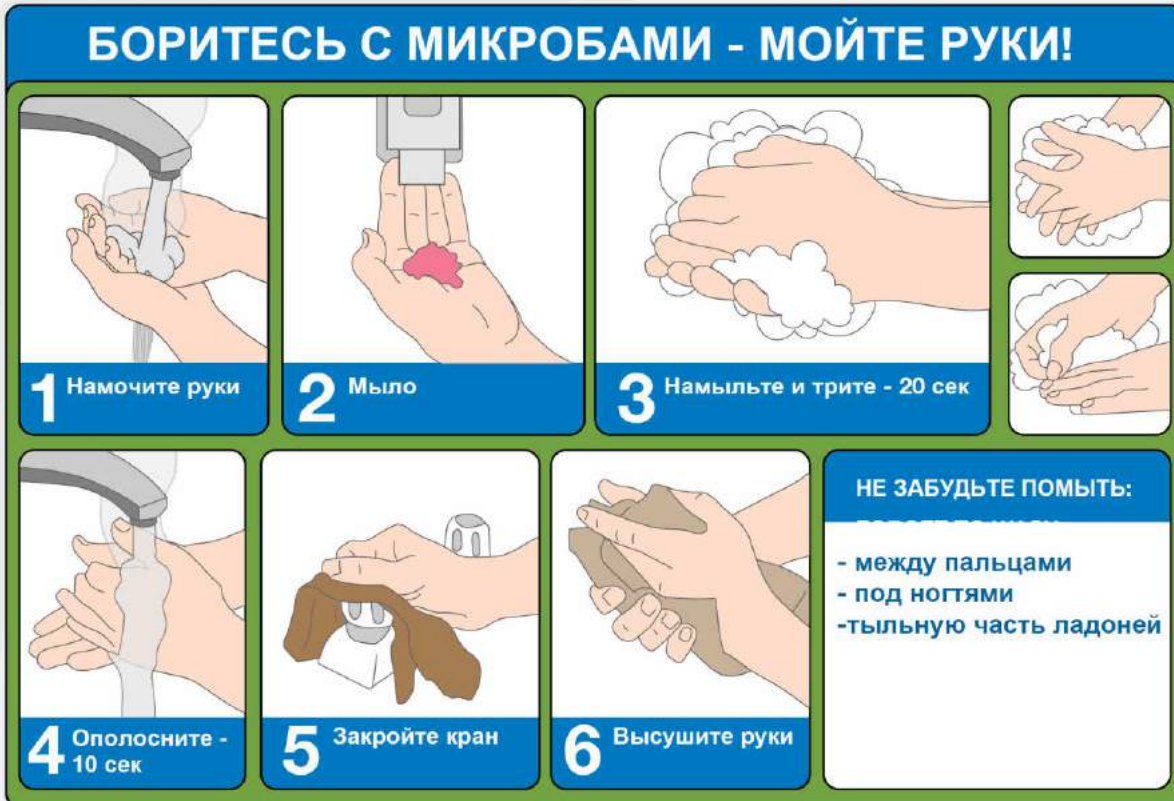 БОРИТЕСЬ С МИКРОБАМИ - МОЙТЕ РУКИ!
1 Намочите руки
2 Мыло
3 Намыльте и трите - 20 сек
4 Ополосните -
10 сек
5 Закройте кран
6 Высушите руки
НЕ ЗАБУДЬТЕ ПОМЫТЬ:
- между пальцами
- под ногтями
-тыльную часть ладоней